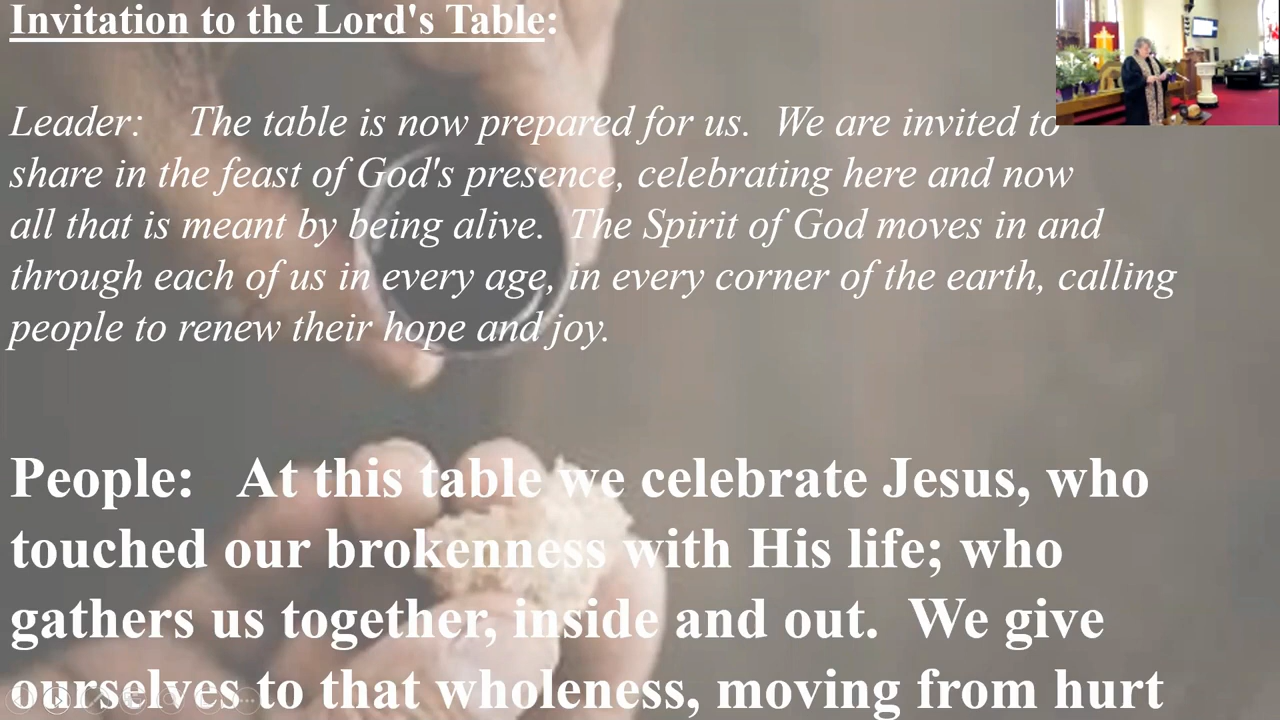 Invitation to the Lord's Table:
Leader: The table is now prepared for us. We are invited to
share in the feast of God's presence, celebrating here and now
all that is meant by being alive. The Spirit of God moves in and
through each of us in every age, in every corner of the earth, calling
people to renew their hope and joy.
People: At this table we celebrate Jesus, who
touched our brokenness with His life; who
gathers us together, inside and out. We give
ourselves to that wholeness, moving from hurt